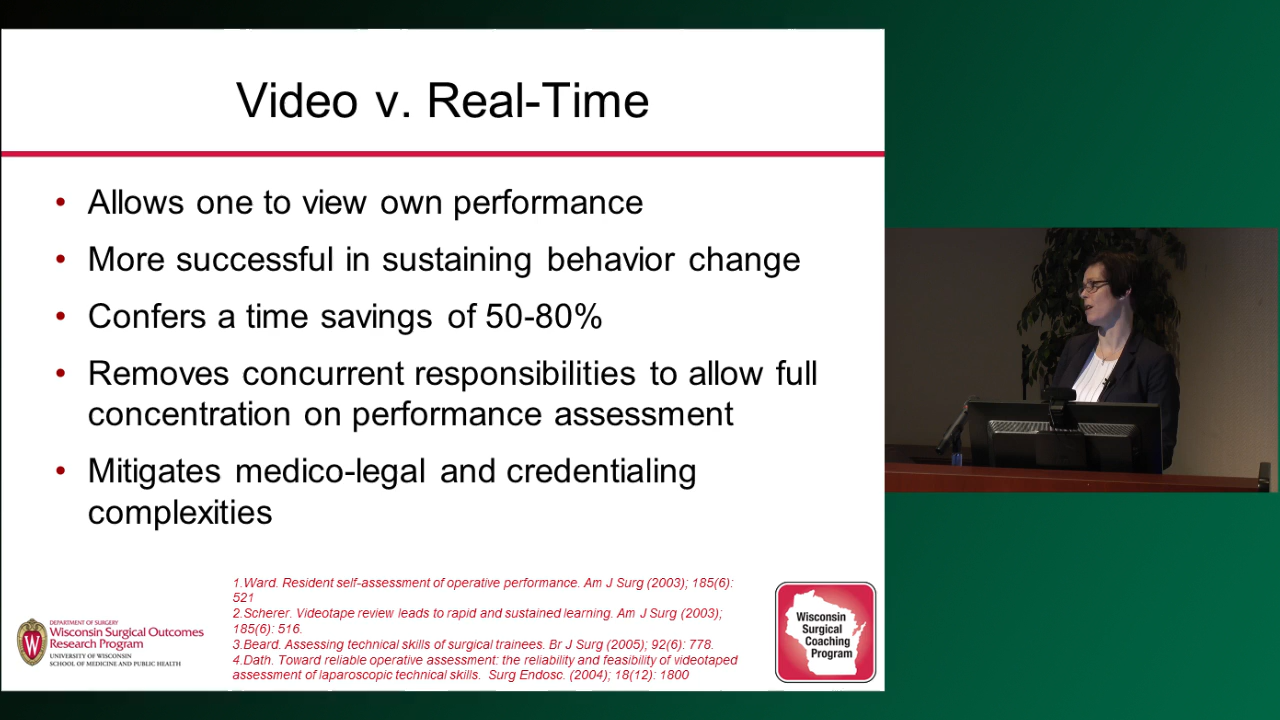 Video v. Real-Time
• Allows one to view own performance
• More successful in sustaining behavior change
• Confers a time savings of 50-80%
• Removes concurrent responsibilities to allow full
concentration on performance assessment
• Mitigates medico-legal and credentialing
complexities
1.Ward. Resident self-assessment of operative performance. Am J Surg (2003); 185(6):
521
2.Scherer. Videotape review leads to rapid and sustained learning. Am J Surg (2003);
185(6): 516.
3.Beard. Assessing technical skills of surgical trainees. Br J Surg (2005); 92(6): 778.
4.Dath. Toward reliable operative assessment: the reliability and feasibility of videotaped
assessment of laparoscopic technical skills. Surg Endosc. (2004); 18(12): 1800
DEPARTMENT OF SURGERY
Wisconsin Surgical Outcomes
Research Program
UNIVERSITY OF WISCONSIN
SCHOOL OF MEDICINE AND PUBLIC HEALTH
Wisconsin
Surgical
Coaching
Program